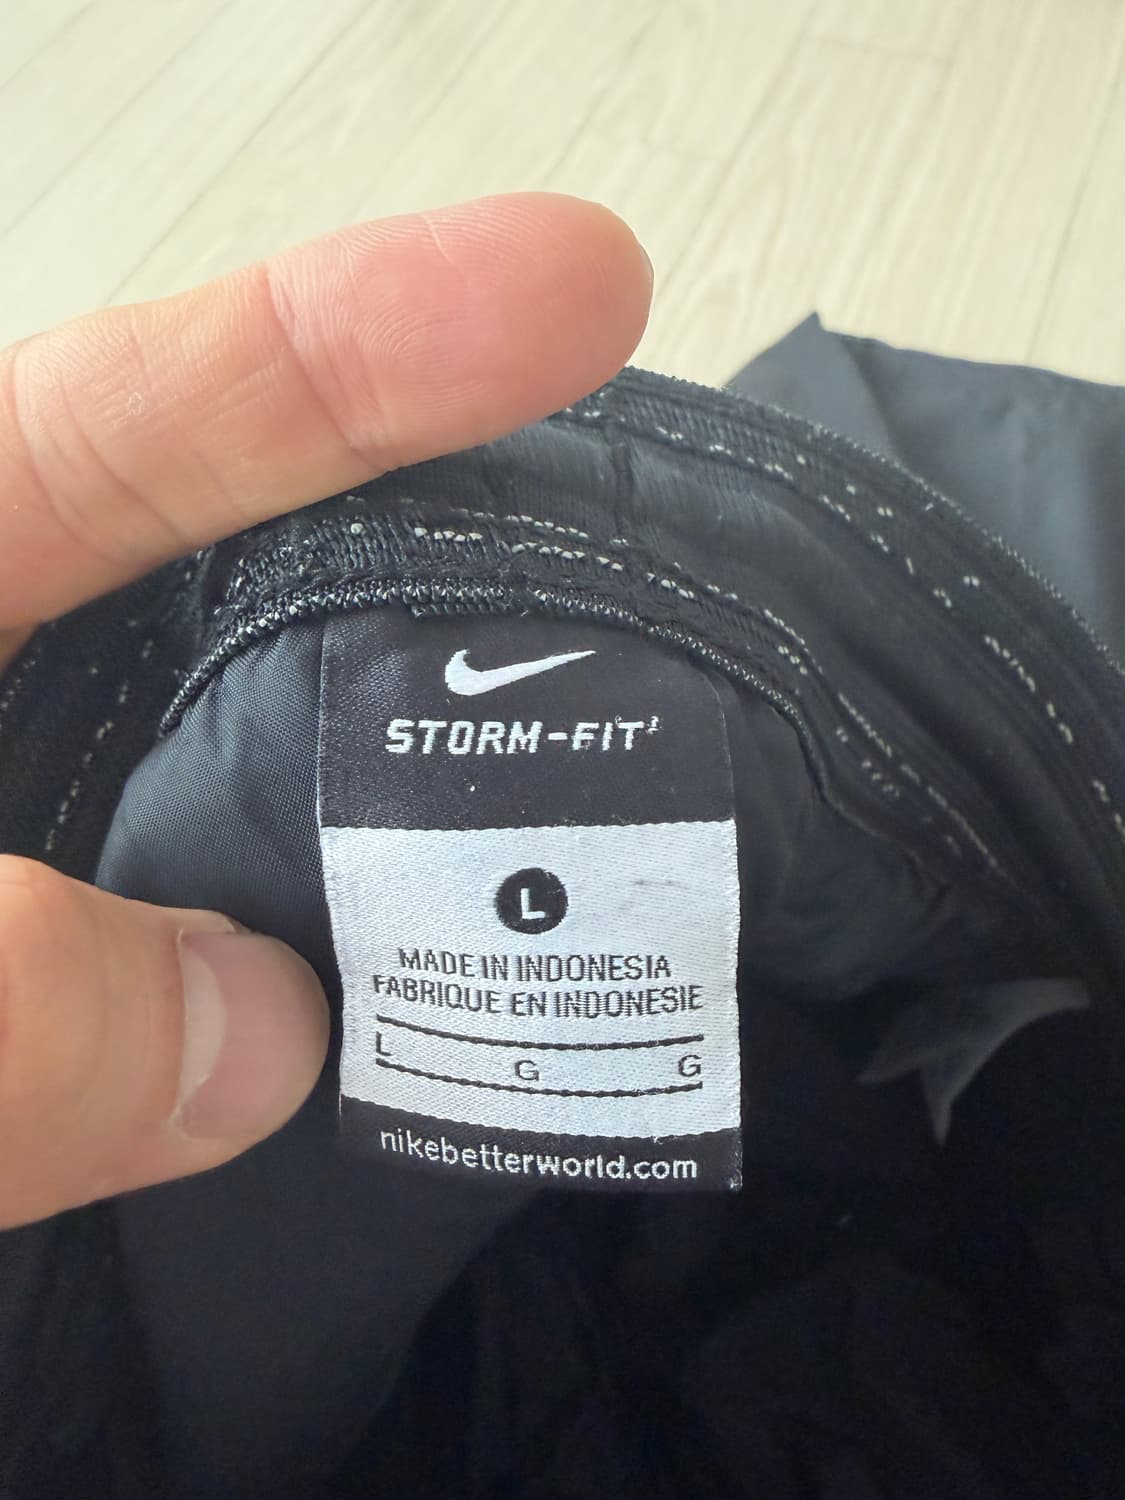 STORM-FIT
L
MADE IN INDONESIA
FABRIQUE EN INDONESIE
L G G
nikebetterworld.com